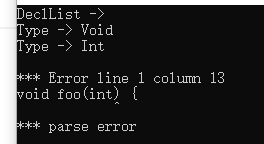 DeclList ->
Type -> Void
Type -> Int
*** Error line 1 column 13
void foo(int) {
^
*** parse error